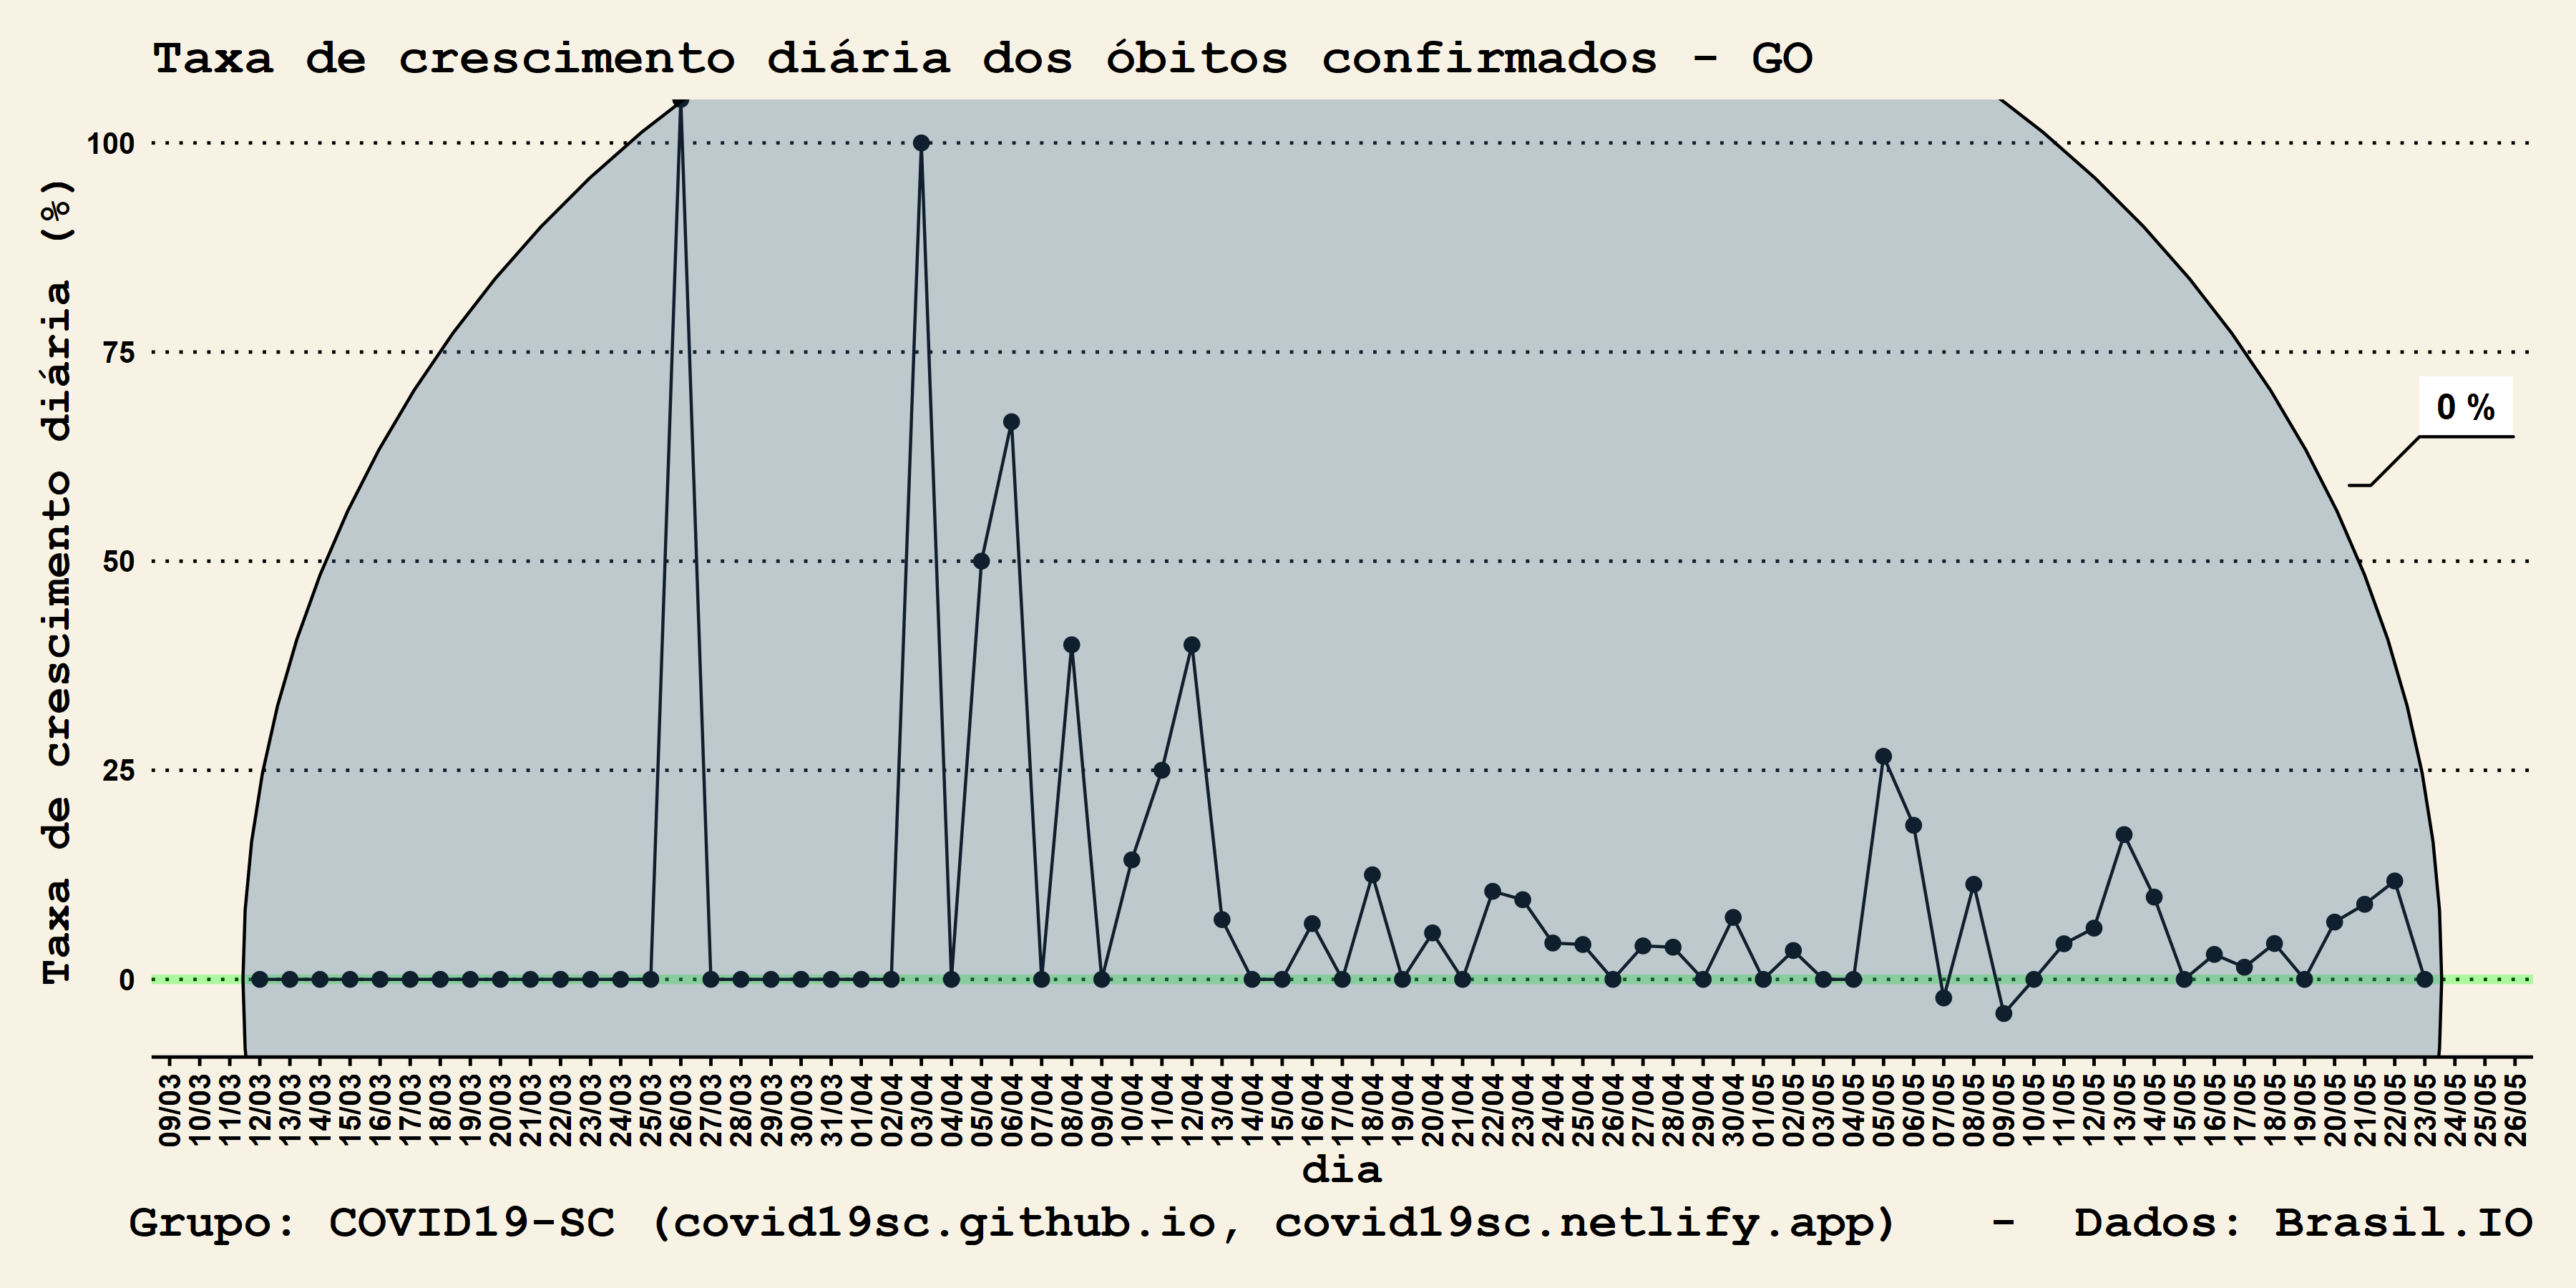 Taxa de crescimento diária dos óbitos confirmados - GO
Taxa de crescimento diária (%)
100
75
50
25
0
0 %
09/03 10/03 11/03 12/03 13/03 14/03 15/03 16/03 17/03 18/03 19/03 20/03 21/03 22/03 23/03 24/03 25/03 26/03 27/03 28/03 29/03 30/03 31/03 01/04 02/04 03/04 04/04 05/04 06/04 07/04 08/04 09/04 10/04 11/04 12/04 13/04 14/04 15/04 16/04 17/04 18/04 19/04 20/04 21/04 22/04 23/04 24/04 25/04 26/04 27/04 28/04 29/04 30/04 01/05 02/05 03/05 04/05 05/05 06/05 07/05 08/05 09/05 10/05 11/05 12/05 13/05 14/05 15/05 16/05 17/05 18/05 19/05 20/05 21/05 22/05 23/05 24/05 25/05 26/05
dia
Grupo: COVID19-SC (covid19sc.github.io, covid19sc.netlify.app) - Dados: Brasil.IO